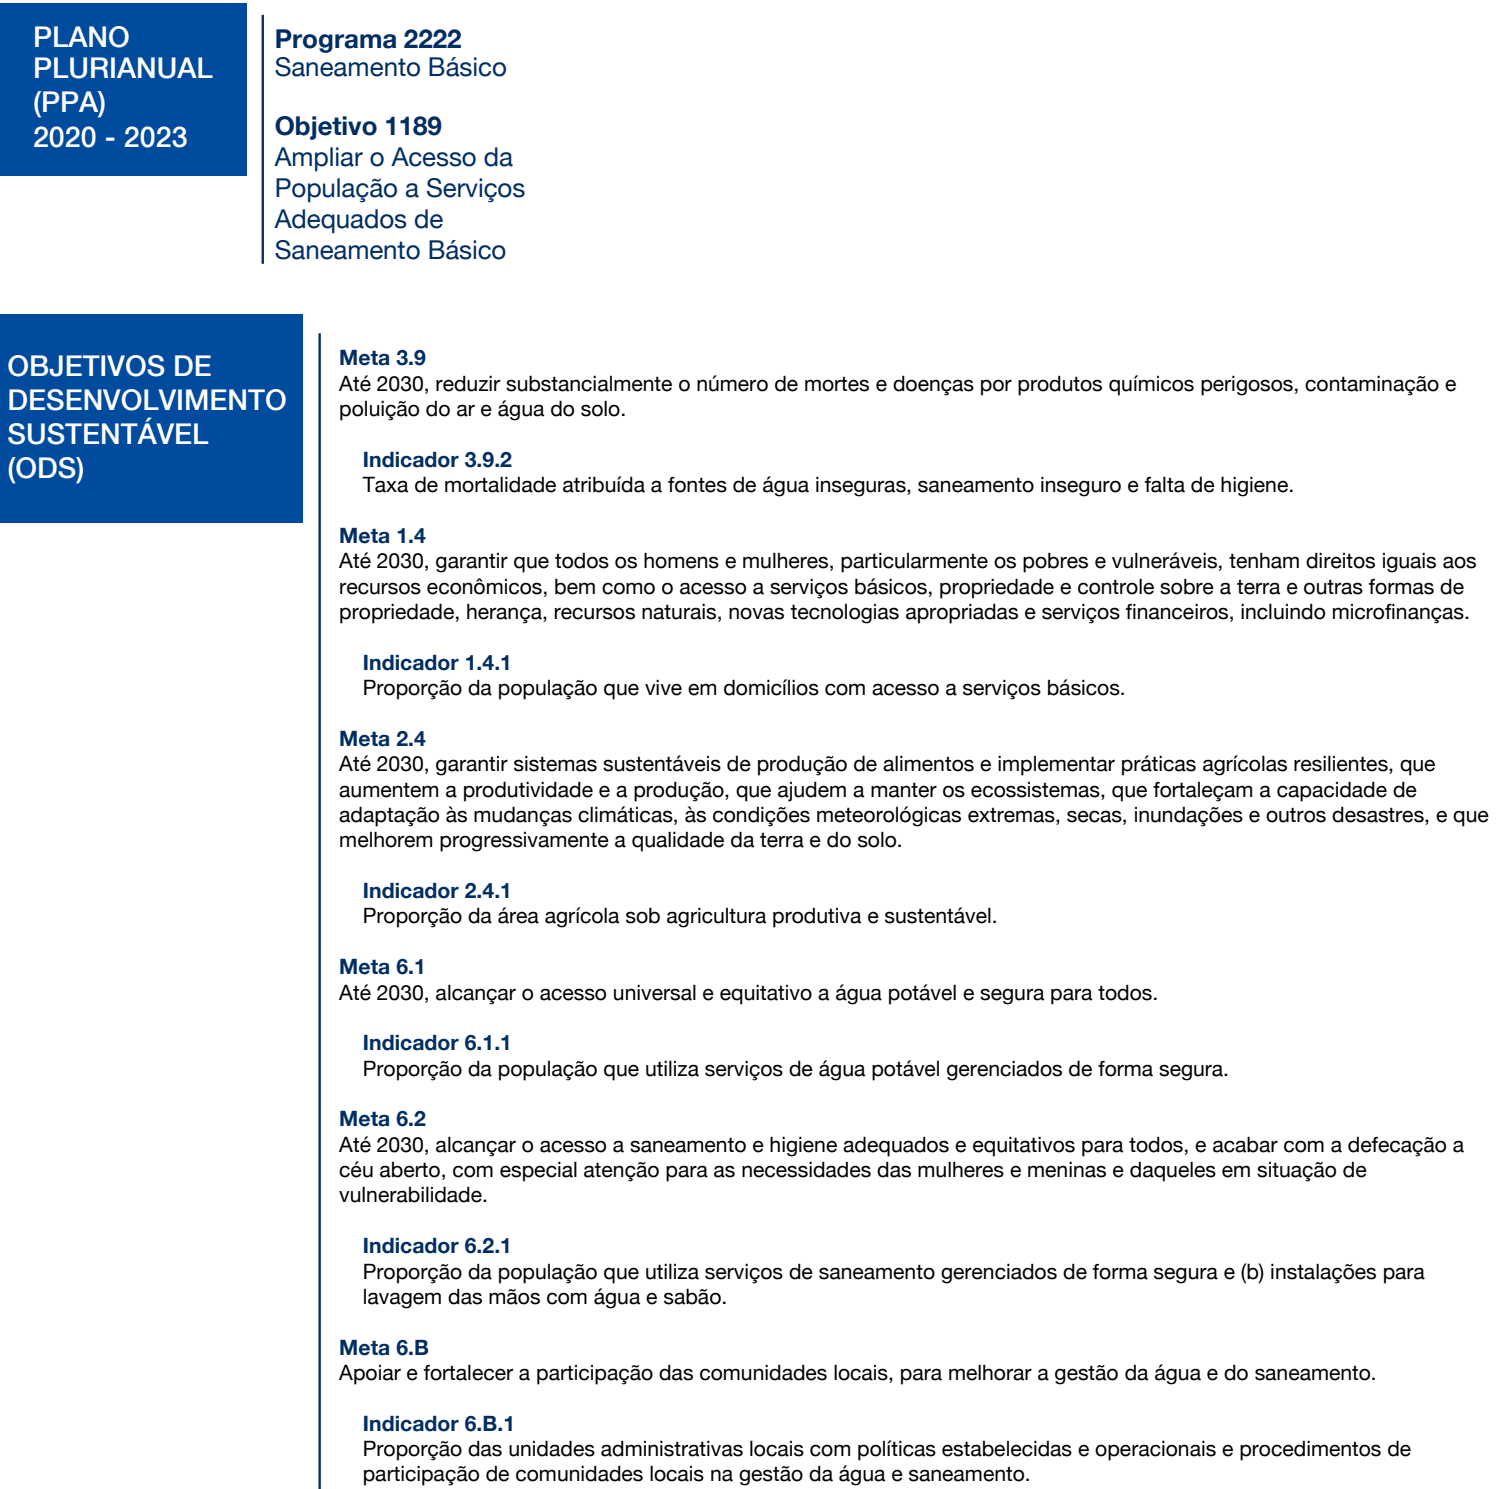 PLANO
PLURIANUAL
(PPA)
2020 - 2023
Programa 2222
Saneamento Básico
Objetivo 1189
Ampliar o Acesso da
População a Serviços
Adequados de
Saneamento Básico
OBJETIVOS DE
DESENVOLVIMENTO
SUSTENTÁVEL
(ODS)
Meta 3.9
Até 2030, reduzir substancialmente o número de mortes e doenças por produtos químicos perigosos, contaminação e
poluição do ar e água do solo.
Indicador 3.9.2
Taxa de mortalidade atribuída a fontes de água inseguras, saneamento inseguro e falta de higiene.
Meta 1.4
Até 2030, garantir que todos os homens e mulheres, particularmente os pobres e vulneráveis, tenham direitos iguais aos
recursos econômicos, bem como o acesso a serviços básicos, propriedade e controle sobre a terra e outras formas de
propriedade, herança, recursos naturais, novas tecnologias apropriadas e serviços financeiros, incluindo microfinanças.
Indicador 1.4.1
Proporção da população que vive em domicílios com acesso a serviços básicos.
Meta 2.4
Até 2030, garantir sistemas sustentáveis de produção de alimentos e implementar práticas agrícolas resilientes, que
aumentem a produtividade e a produção, que ajudem a manter os ecossistemas, que fortaleçam a capacidade de
adaptação às mudanças climáticas, às condições meteorológicas extremas, secas, inundações e outros desastres, e que
melhorem progressivamente a qualidade da terra e do solo.
Indicador 2.4.1
Proporção da área agrícola sob agricultura produtiva e sustentável.
Meta 6.1
Até 2030, alcançar o acesso universal e equitativo a água potável e segura para todos.
Indicador 6.1.1
Proporção da população que utiliza serviços de água potável gerenciados de forma segura.
Meta 6.2
Até 2030, alcançar o acesso a saneamento e higiene adequados e equitativos para todos, e acabar com a defecação a
céu aberto, com especial atenção para as necessidades das mulheres e meninas e daqueles em situação de
vulnerabilidade.
Indicador 6.2.1
Proporção da população que utiliza serviços de saneamento gerenciados de forma segura e (b) instalações para
lavagem das mãos com água e sabão.
Meta 6.B
Apoiar e fortalecer a participação das comunidades locais, para melhorar a gestão da água e do saneamento.
Indicador 6.B.1
Proporção das unidades administrativas locais com políticas estabelecidas e operacionais e procedimentos de
participação de comunidades locais na gestão da água e saneamento.